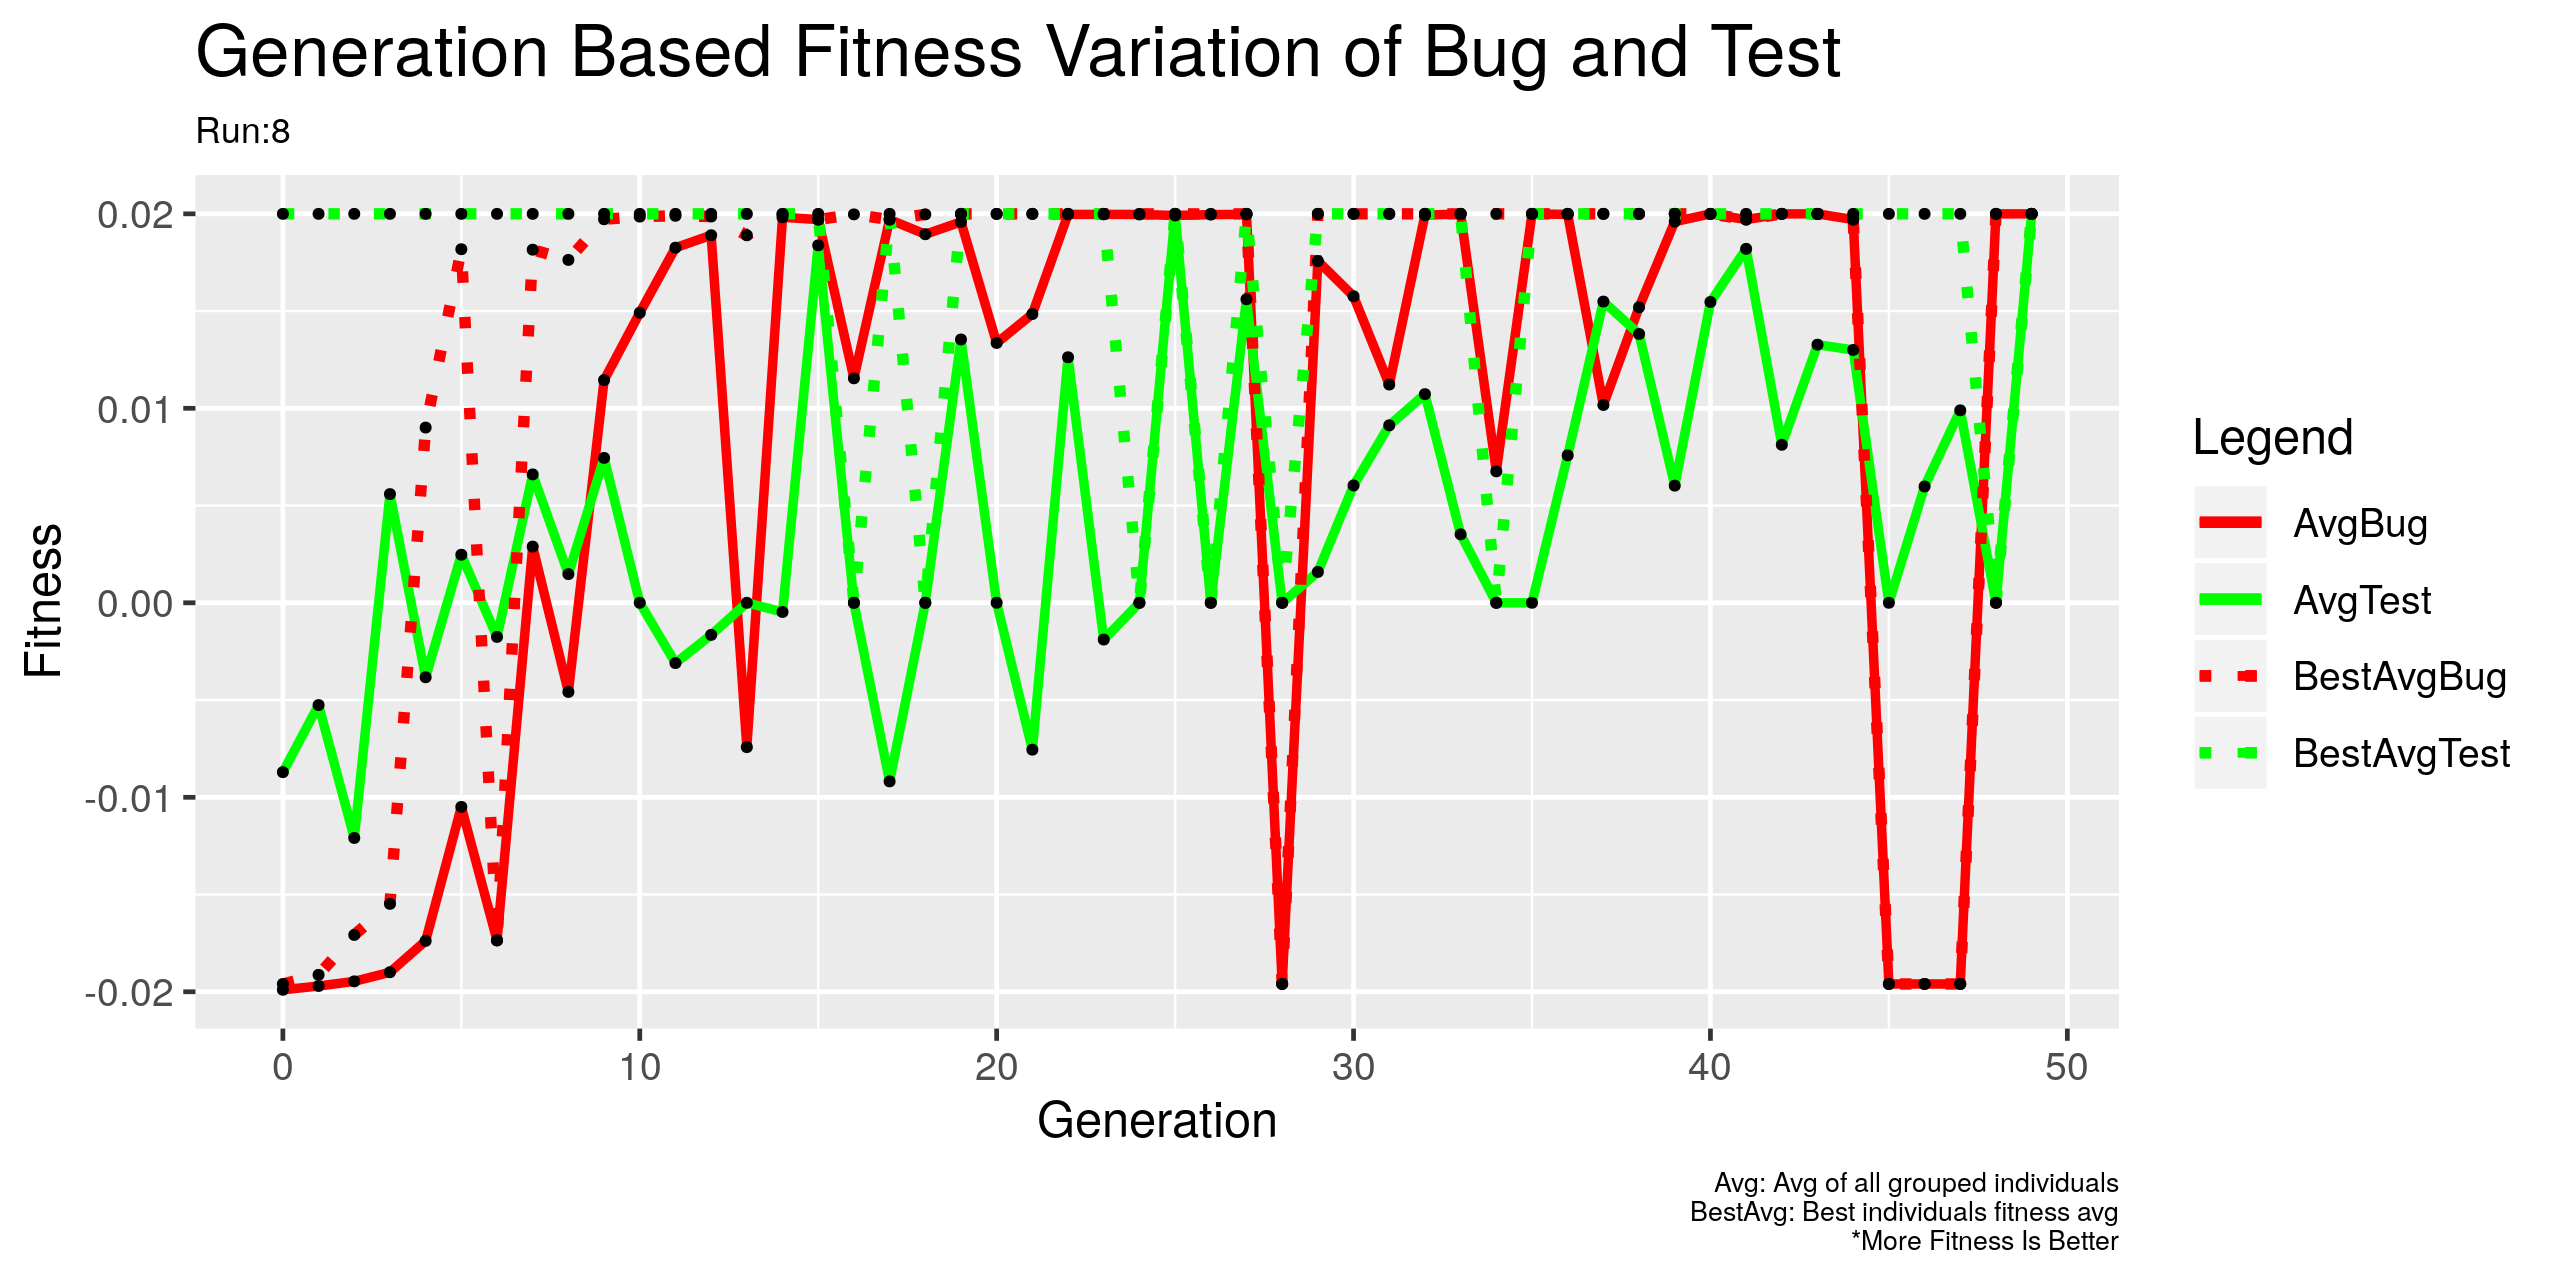 Generation Based Fitness Variation of Bug and Test
Run:8
0.02
0.01
0.00
-0.01
-0.02
Fitness
0 10 20 30 40 50
Generation
Legend
AvgBug
AvgTest
BestAvgBug
BestAvgTest
Avg: Avg of all grouped individuals
BestAvg: Best individuals fitness avg
*More Fitness Is Better